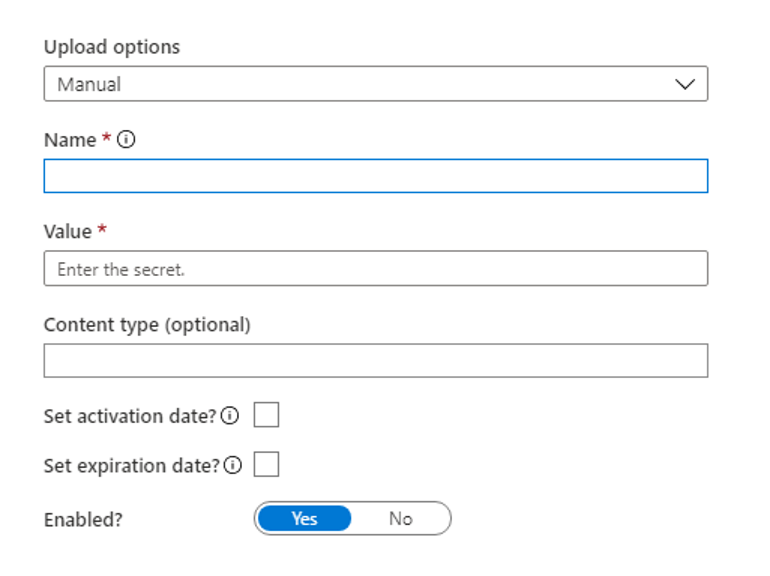 Upload options
Manual
Name *
Value *
Enter the secret.
Content type (optional)
Set activation date?
Set expiration date?
Enabled? Yes No